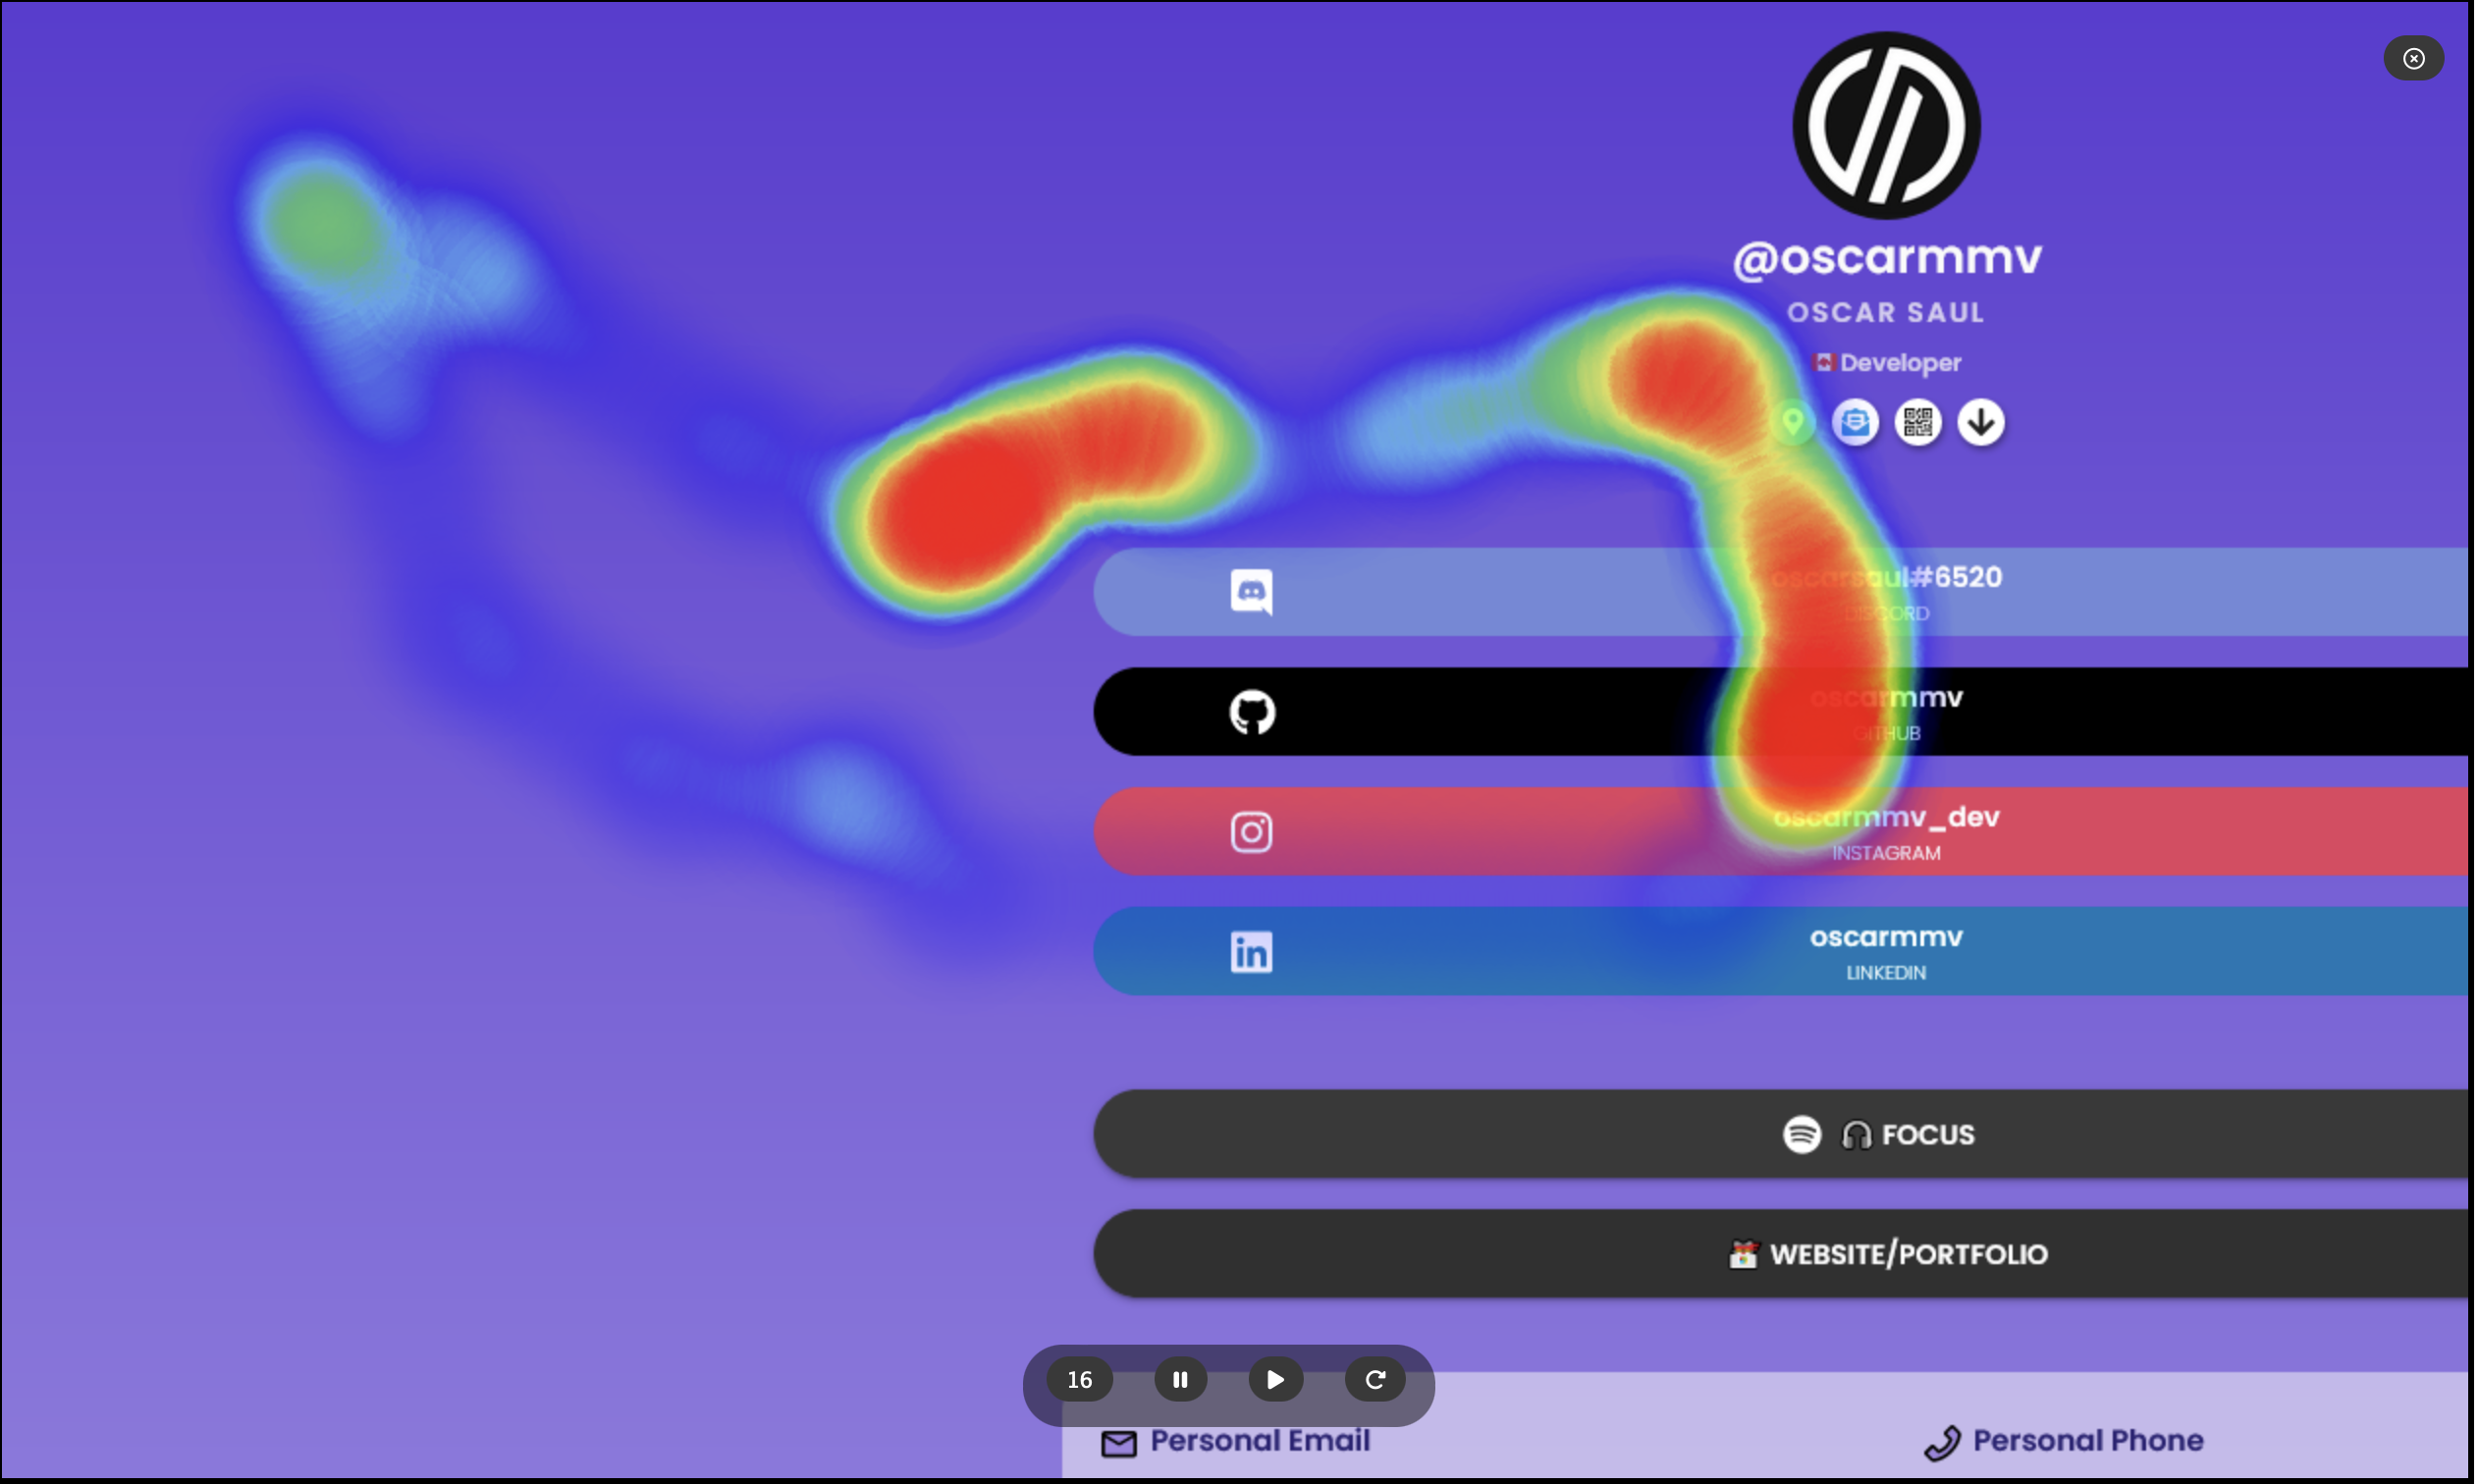 @oscarmmv
OSCAR SAUL
Developer
oscarsaul#6520
DISCORD
oscarmmv
GITHUB
oscarmmv_dev
INSTAGRAM
in
oscarmmv
LINKEDIN
FOCUS
WEBSITE/PORTFOLIO
16
Personal Email
Personal Phone